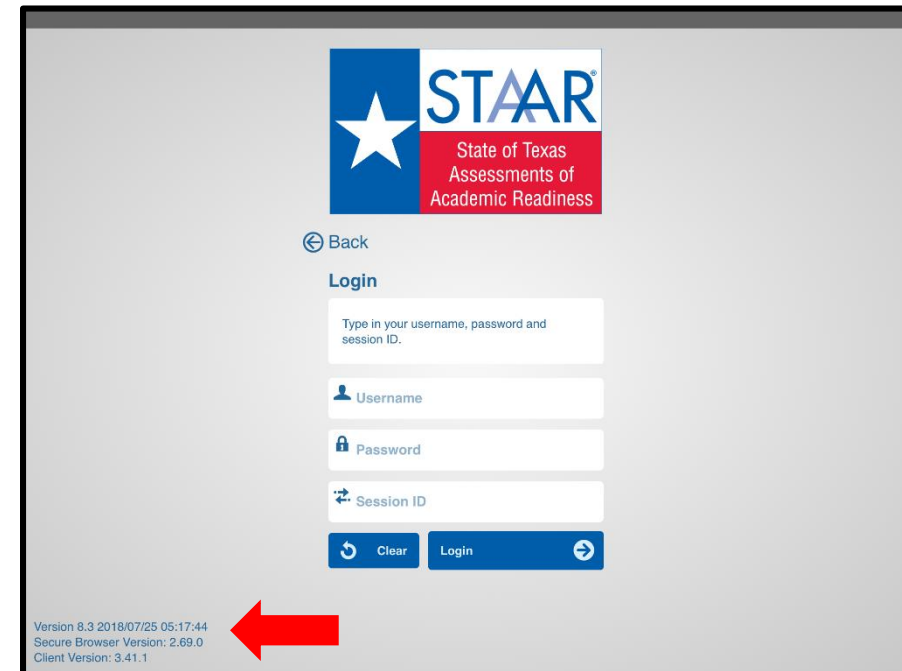 STAAR®
State of Texas
Assessments of
Academic Readiness
Back
Login
Type in your username, password and
session ID.
Username
Password
Session ID
Clear Login
Version 8.3 2018/07/25 05:17:44
Secure Browser Version: 2.69.0
Client Version: 3.41.1